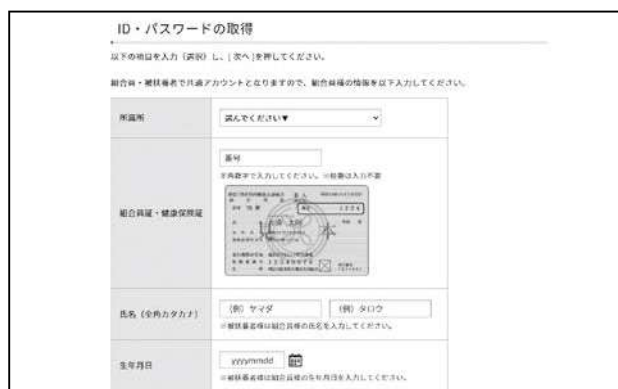 ID・パスワードの取得
以下の項目を入力（選択）し、[次へ]を押してください。
組合員・被扶養者で共通アカウントとなりますので、組合員様の情報を以下入力してください。
所属所
選んでください▼
番号
半角数字で入力してください。※枝番は入力不要
組合員証・健康保険証
1234
見本
氏名（全角カタカナ）
（例）ヤマダ
（例）タロウ
※被扶養者様は組合員様の氏名を入力してください。
生年月日
yyyymmdd
※被扶養者様は組合員様の生年月日を入力してください。